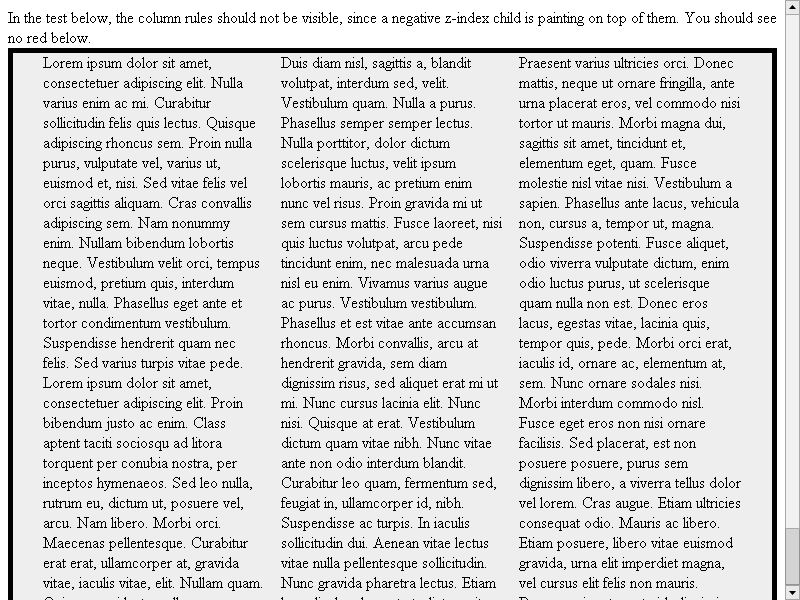 In the test below, the column rules should not be visible, since a negative z-index child is painting on top of them. You should see
no red below.
Lorem ipsum dolor sit amet,
consectetuer adipiscing elit. Nulla
varius enim ac mi. Curabitur
sollicitudin felis quis lectus. Quisque
adipiscing rhoncus sem. Proin nulla
purus, vulputate vel, varius ut,
euismod et, nisi. Sed vitae felis vel
orci sagittis aliquam. Cras convallis
adipiscing sem. Nam nonummy
enim. Nullam bibendum lobortis
neque. Vestibulum velit orci, tempus
euismod, pretium quis, interdum
vitae, nulla. Phasellus eget ante et
tortor condimentum vestibulum.
Suspendisse hendrerit quam nec
felis. Sed varius turpis vitae pede.
Lorem ipsum dolor sit amet,
consectetuer adipiscing elit. Proin
bibendum justo ac enim. Class
aptent taciti sociosqu ad litora
torquent per conubia nostra, per
inceptos hymenaeos. Sed leo nulla,
rutrum eu, dictum ut, posuere vel,
arcu. Nam libero. Morbi orci.
Maecenas pellentesque. Curabitur
erat erat, ullamcorper at, gravida
vitae, iaculis vitae, elit. Nullam quam.
Duis diam nisl, sagittis a, blandit
volutpat, interdum sed, velit.
Vestibulum quam. Nulla a purus.
Phasellus semper semper lectus.
Nulla porttitor, dolor dictum
scelerisque luctus, velit ipsum
lobortis mauris, ac pretium enim
nunc vel risus. Proin gravida mi ut
sem cursus mattis. Fusce laoreet, nisi
quis luctus volutpat, arcu pede
tincidunt enim, nec malesuada urna
nisl eu enim. Vivamus varius augue
ac purus. Vestibulum vestibulum.
Phasellus et est vitae ante accumsan
rhoncus. Morbi convallis, arcu at
hendrerit gravida, sem diam
dignissim risus, sed aliquet erat mi ut
mi. Nunc cursus lacinia elit. Nunc
nisi. Quisque at erat. Vestibulum
dictum quam vitae nibh. Nunc vitae
ante non odio interdum blandit.
Curabitur leo quam, fermentum sed,
feugiat in, ullamcorper id, nibh.
Suspendisse ac turpis. In iaculis
sollicitudin dui. Aenean vitae lectus
vitae nulla pellentesque sollicitudin.
Nunc gravida pharetra lectus. Etiam
Praesent varius ultricies orci. Donec
mattis, neque ut ornare fringilla, ante
urna placerat eros, vel commodo nisi
tortor ut mauris. Morbi magna dui,
sagittis sit amet, tincidunt et,
elementum eget, quam. Fusce
molestie nisl vitae nisi. Vestibulum a
sapien. Phasellus ante lacus, vehicula
non, cursus a, tempor ut, magna.
Suspendisse potenti. Fusce aliquet,
odio viverra vulputate dictum, enim
odio luctus purus, ut scelerisque
quam nulla non est. Donec eros
lacus, egestas vitae, lacinia quis,
tempor quis, pede. Morbi orci erat,
iaculis id, ornare ac, elementum at,
sem. Nunc ornare sodales nisi.
Morbi interdum commodo nisl.
Fusce eget eros non nisi ornare
facilisis. Sed placerat, est non
posuere posuere, purus sem
dignissim libero, a viverra tellus dolor
vel lorem. Cras augue. Etiam ultricies
consequat odio. Mauris ac libero.
Etiam posuere, libero vitae euismod
gravida, urna elit imperdiet magna,
vel cursus elit felis non mauris.